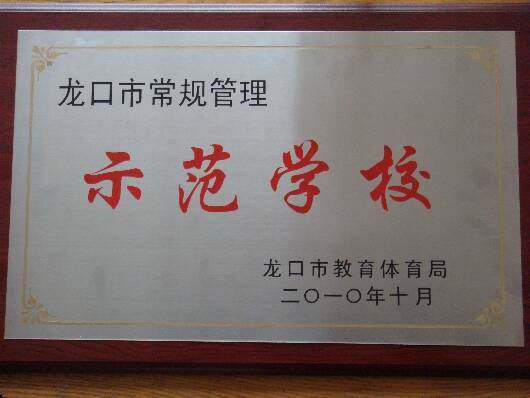 龙口市常规管理
示范学校
龙口市教育体育局
二〇一〇年十月